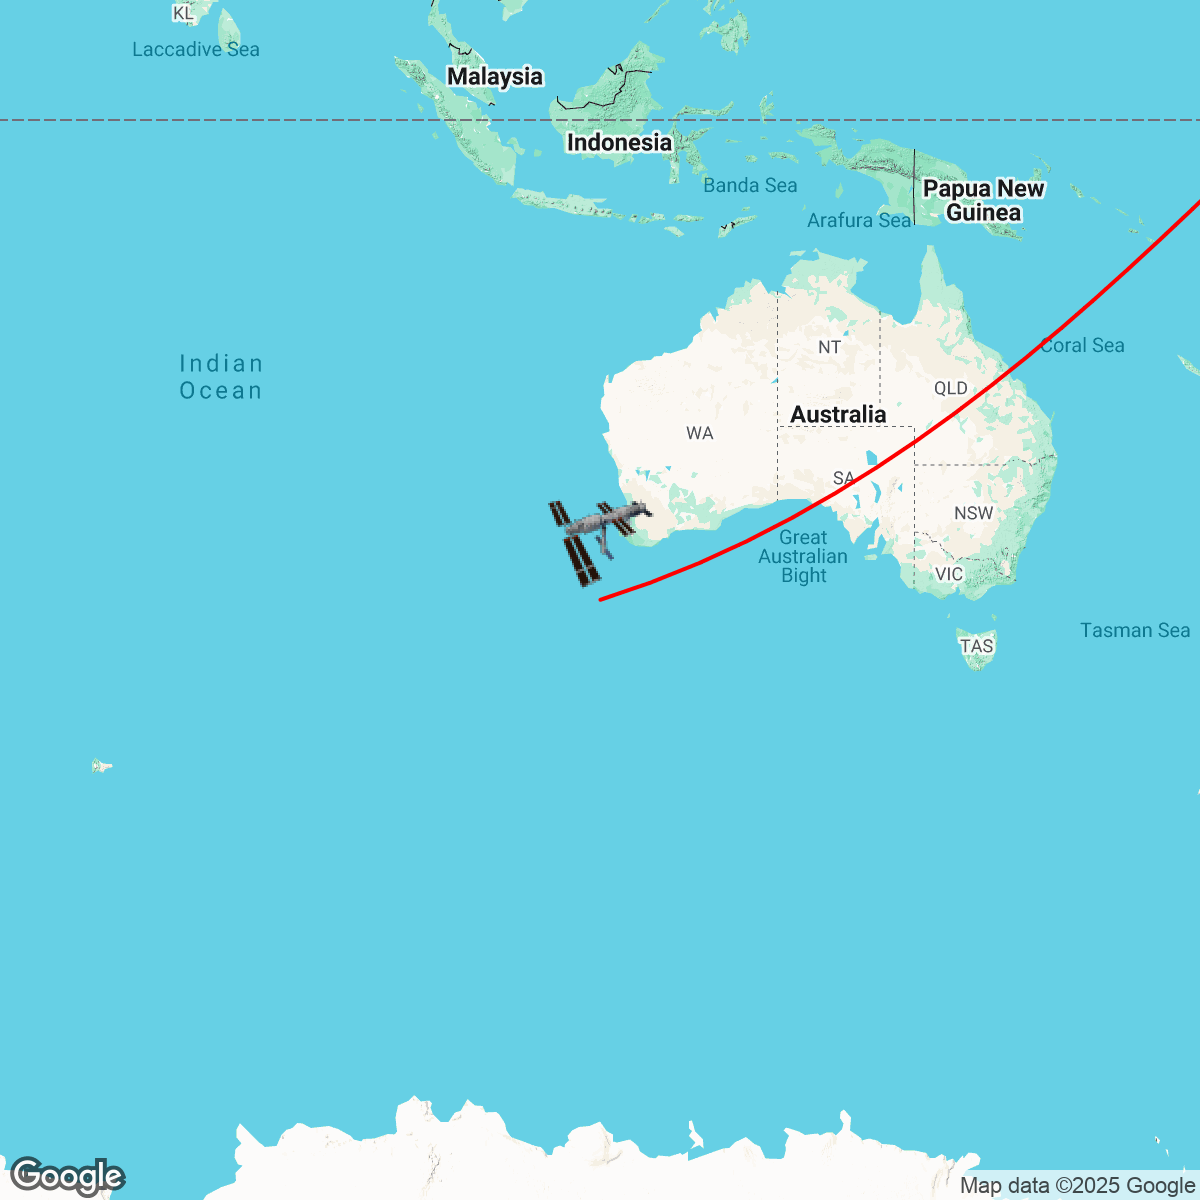 KL
Laccadive Sea
Malaysia
Indonesia
Banda Sea
Papua New
Guinea
Arafura Sea
Indian
Ocean
NT
Coral Sea
QLD
Australia
WA
SA
NSW
Great
Australian
Bight
VIC
Tasman Sea
TAS
Google
Map data ©2025 Google